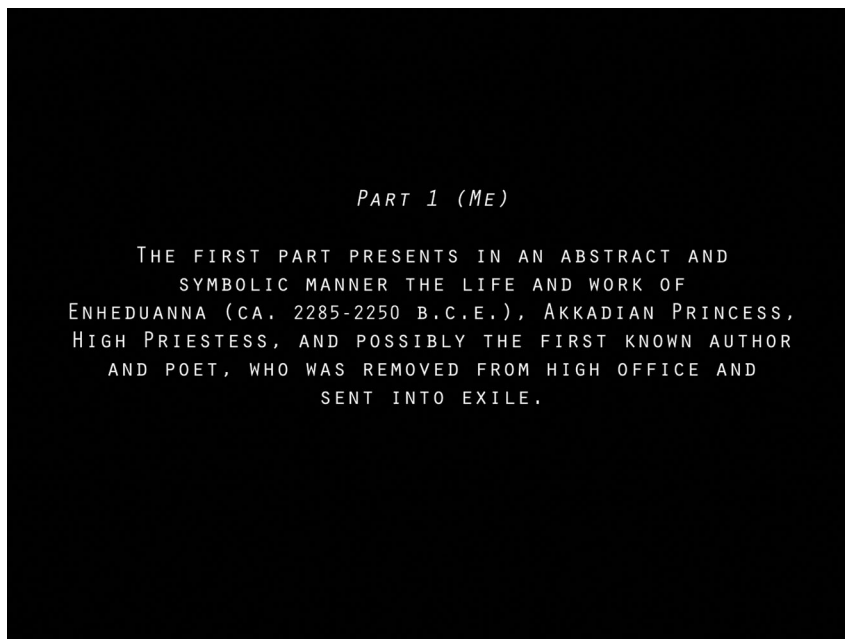 Part 1 (Me)
The first part presents in an abstract and
symbolic manner the life and work of
Enheduanna (ca. 2285-2250 b.c.e.), Akkadian Princess,
High Priestess, and possibly the first known author
and poet, who was removed from high office and
sent into exile.